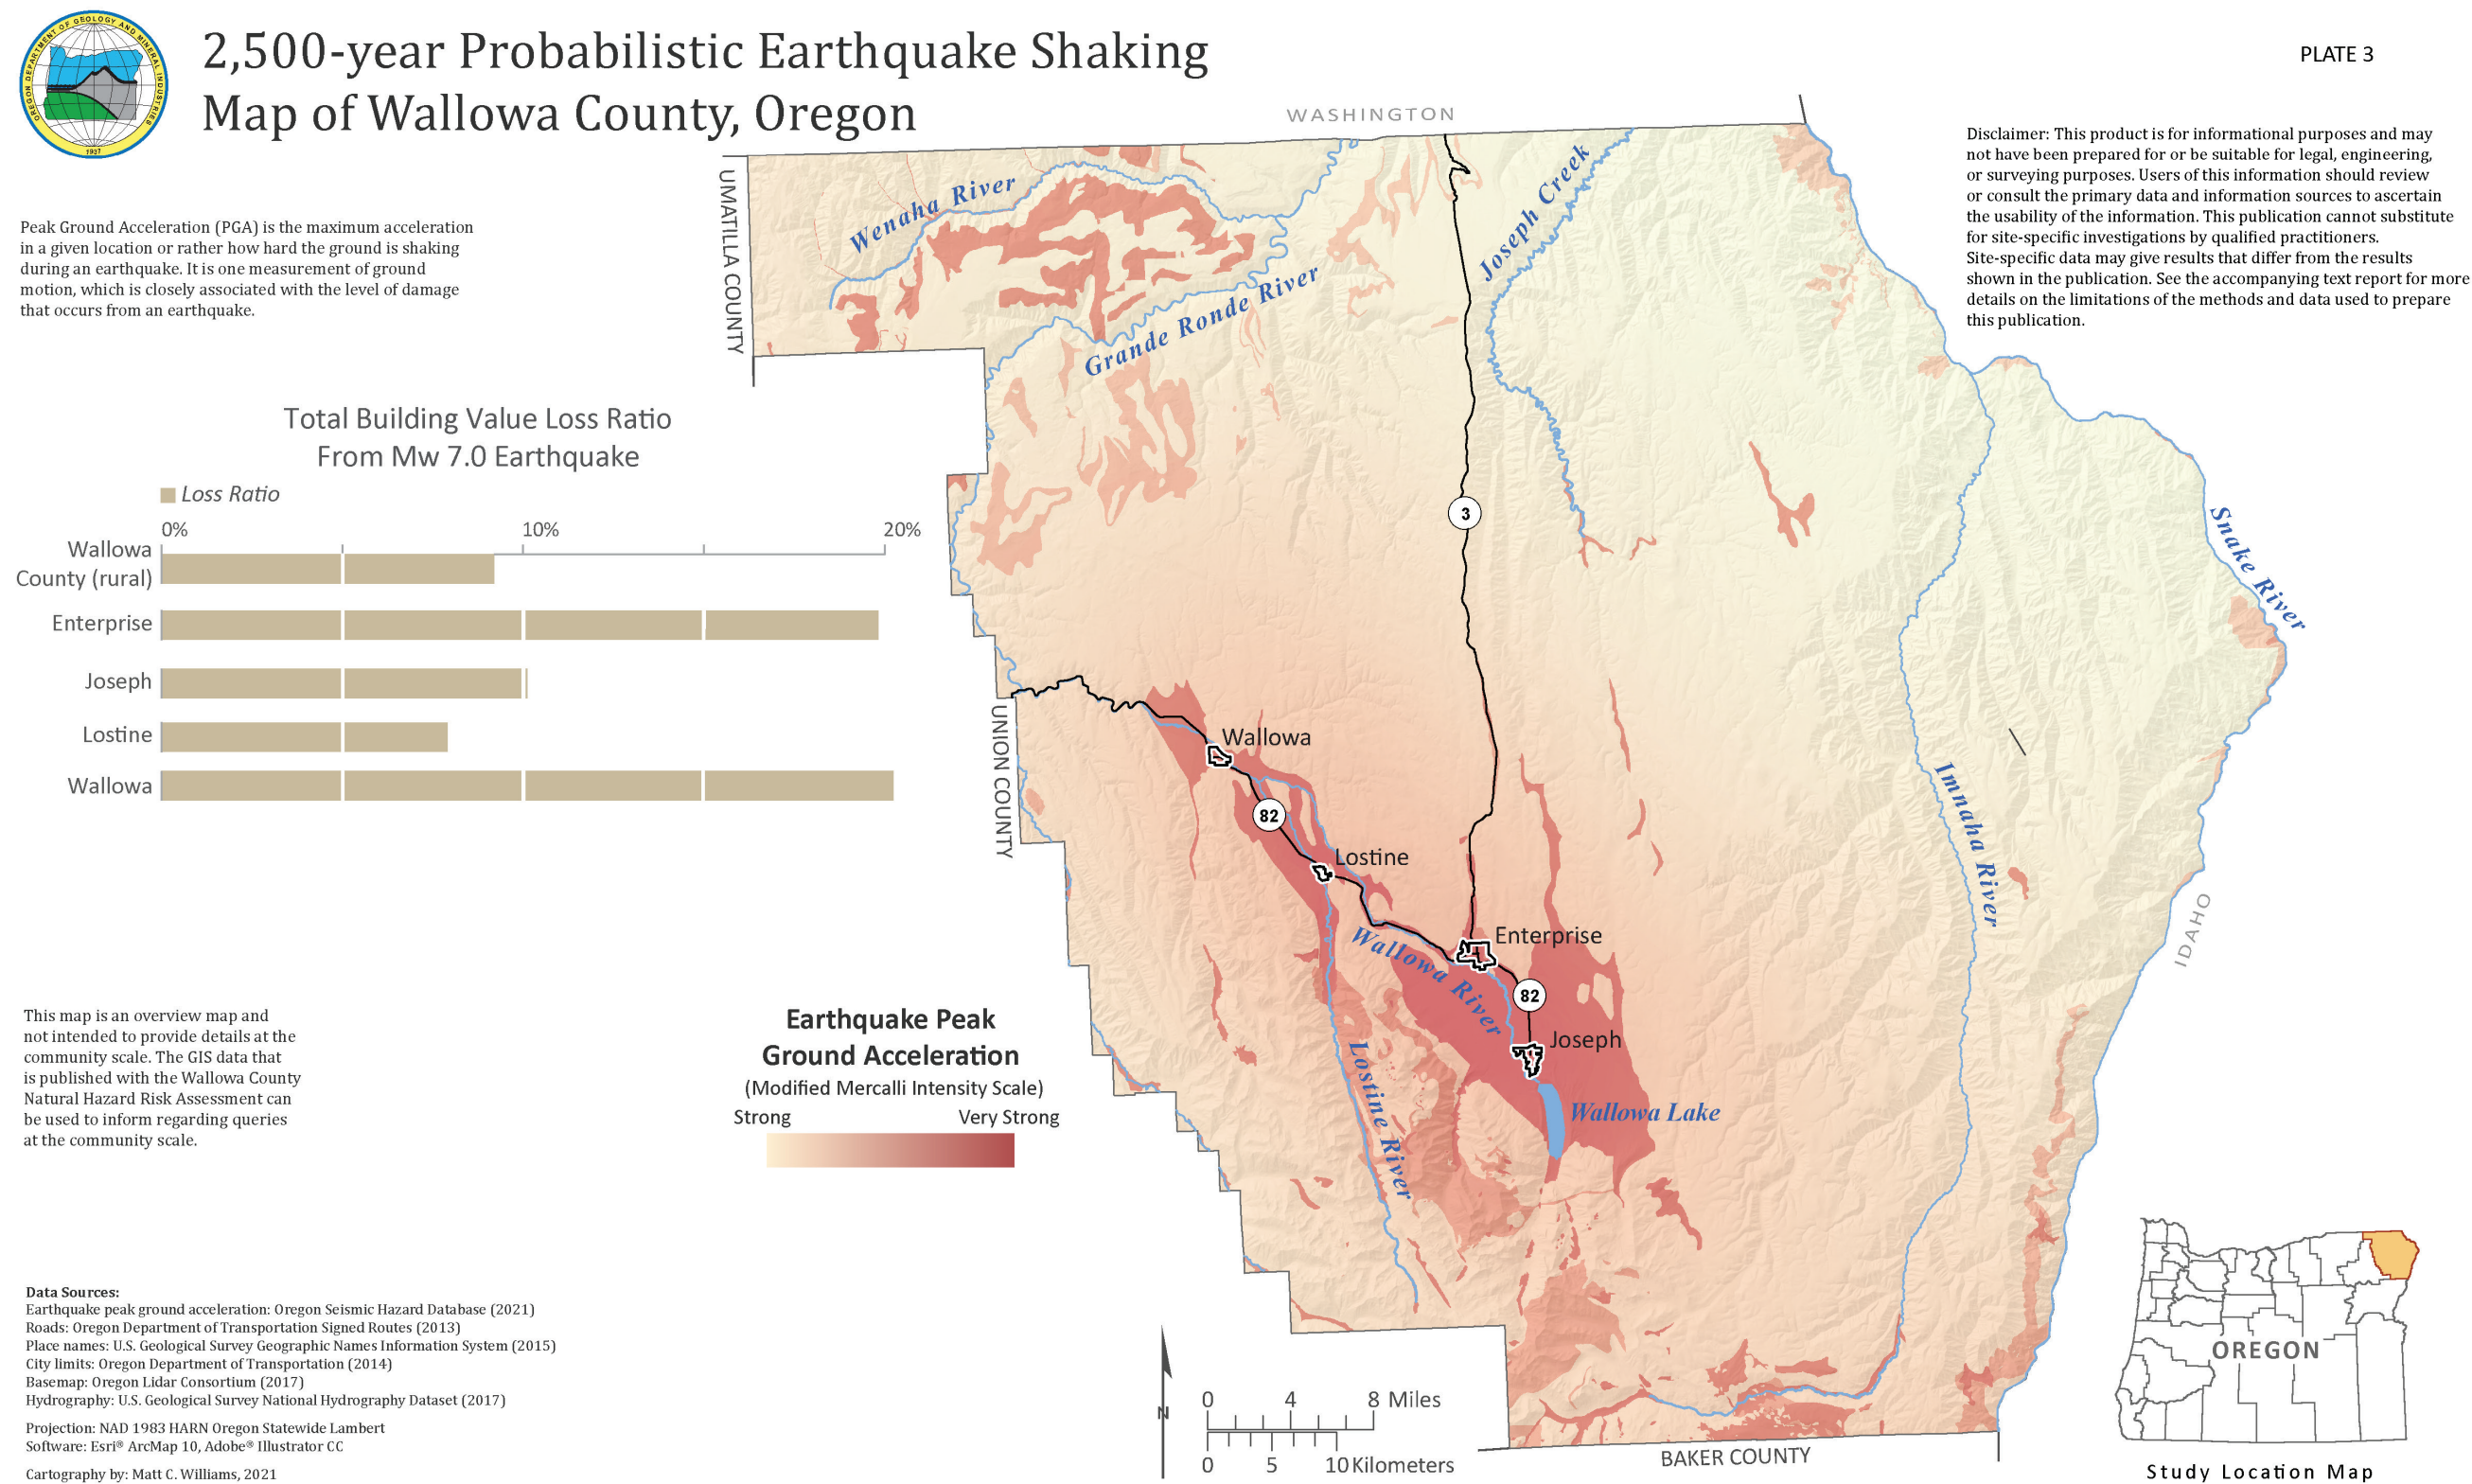 OREGON DEPARTMENT OF GEOLOGY AND MINERAL INDUSTRIES
1937
2,500-year Probabilistic Earthquake Shaking
Map of Wallowa County, Oregon
PLATE 3
Disclaimer: This product is for informational purposes and may
not have been prepared for or be suitable for legal, engineering,
or surveying purposes. Users of this information should review
or consult the primary data and information sources to ascertain
the usability of the information. This publication cannot substitute
for site-specific investigations by qualified practitioners.
Site-specific data may give results that differ from the results
shown in the publication. See the accompanying text report for more
details on the limitations of the methods and data used to prepare
this publication.
Peak Ground Acceleration (PGA) is the maximum acceleration
in a given location or rather how hard the ground is shaking
during an earthquake. It is one measurement of ground
motion, which is closely associated with the level of damage
that occurs from an earthquake.
Total Building Value Loss Ratio
From Mw 7.0 Earthquake
Loss Ratio
0%
10%
20%
Wallowa
County (rural)
Enterprise
Joseph
Lostine
Wallowa
WASHINGTON
UMATILLA COUNTY
Wenaha River
Joseph Creek
Grande Ronde River
3
Snake River
UNION COUNTY
Wallowa
82
Lostine
Imnaha River
Enterprise
Wallowa River
82
IDAHO
Joseph
Lostine River
Wallowa Lake
BAKER COUNTY
This map is an overview map and
not intended to provide details at the
community scale. The GIS data that
is published with the Wallowa County
Natural Hazard Risk Assessment can
be used to inform regarding queries
at the community scale.
Earthquake Peak
Ground Acceleration
(Modified Mercalli Intensity Scale)
Strong
Very Strong
Data Sources:
Earthquake peak ground acceleration: Oregon Seismic Hazard Database (2021)
Roads: Oregon Department of Transportation Signed Routes (2013)
Place names: U.S. Geological Survey Geographic Names Information System (2015)
City limits: Oregon Department of Transportation (2014)
Basemap: Oregon Lidar Consortium (2017)
Hydrography: U.S. Geological Survey National Hydrography Dataset (2017)
Projection: NAD 1983 HARN Oregon Statewide Lambert
Software: Esri® ArcMap 10, Adobe® Illustrator CC
Cartography by: Matt C. Williams, 2021
N
0 4 8 Miles
0 5 10 Kilometers
OREGON
Study Location Map